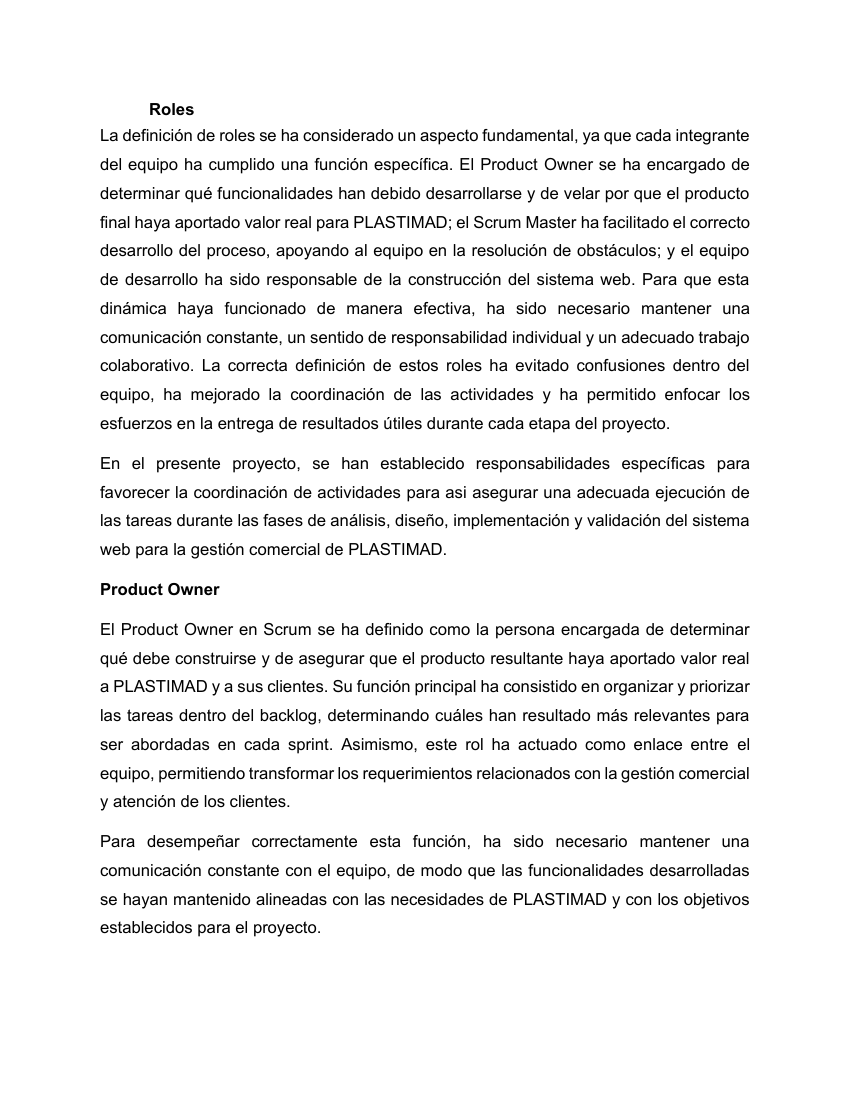 Roles
La definición de roles se ha considerado un aspecto fundamental, ya que cada integrante
del equipo ha cumplido una función específica. El Product Owner se ha encargado de
determinar qué funcionalidades han debido desarrollarse y de velar por que el producto
final haya aportado valor real para PLASTIMAD; el Scrum Master ha facilitado el correcto
desarrollo del proceso, apoyando al equipo en la resolución de obstáculos; y el equipo
de desarrollo ha sido responsable de la construcción del sistema web. Para que esta
dinámica haya funcionado de manera efectiva, ha sido necesario mantener una
comunicación constante, un sentido de responsabilidad individual y un adecuado trabajo
colaborativo. La correcta definición de estos roles ha evitado confusiones dentro del
equipo, ha mejorado la coordinación de las actividades y ha permitido enfocar los
esfuerzos en la entrega de resultados útiles durante cada etapa del proyecto.
En el presente proyecto, se han establecido responsabilidades específicas para
favorecer la coordinación de actividades para asi asegurar una adecuada ejecución de
las tareas durante las fases de análisis, diseño, implementación y validación del sistema
web para la gestión comercial de PLASTIMAD.
Product Owner
El Product Owner en Scrum se ha definido como la persona encargada de determinar
qué debe construirse y de asegurar que el producto resultante haya aportado valor real
a PLASTIMAD y a sus clientes. Su función principal ha consistido en organizar y priorizar
las tareas dentro del backlog, determinando cuáles han resultado más relevantes para
ser abordadas en cada sprint. Asimismo, este rol ha actuado como enlace entre el
equipo, permitiendo transformar los requerimientos relacionados con la gestión comercial
y atención de los clientes.
Para desempeñar correctamente esta función, ha sido necesario mantener una
comunicación constante con el equipo, de modo que las funcionalidades desarrolladas
se hayan mantenido alineadas con las necesidades de PLASTIMAD y con los objetivos
establecidos para el proyecto.